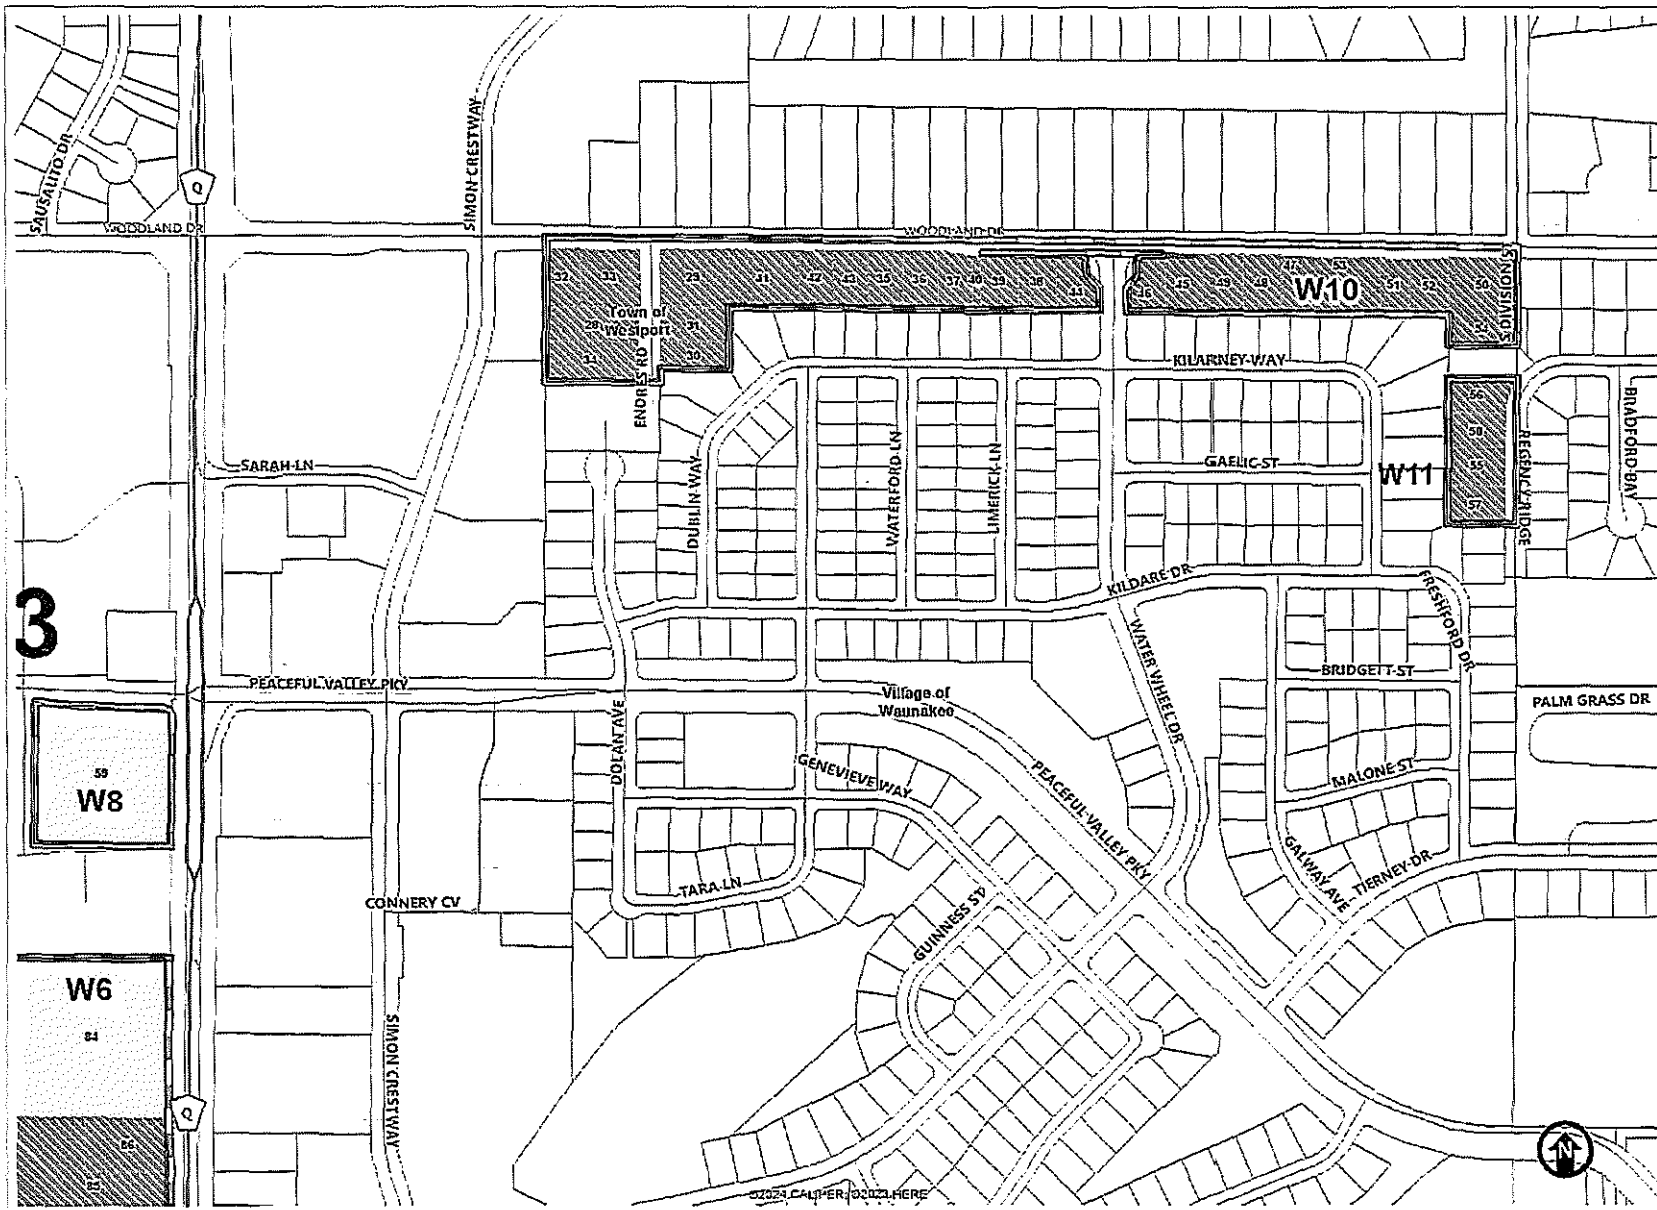 SAUSALITO DR
Q
SIMON CRESTWAY
WOODLAND DR
WOODLAND DR
S DIVISION S
32
33
29
41
42
43
35
36
37
40
39
38
44
46
45
49
48
47
53
W10
51
52
50
54
Town of
Westport
28
31
34
30
ENDRES RD
KILARNEY WAY
56
58
55
57
W11
REGENCY RIDGE
BRADFORD BAY
SARAH LN
DUBLIN WAY
WATERFORD LN
LIMERICK LN
GAELIC ST
KILDARE DR
FRESHFORD DR
3
WATER WHEEL DR
BRIDGETT ST
PEACEFUL VALLEY PKY
Village of
Waunakee
PALM GRASS DR
DOLAN AVE
59
W8
GENEVIEVE WAY
PEACEFUL VALLEY PKY
MALONE ST
GALWAY AVE
TIERNEY DR
TARA LN
CONNERY CV
GUINNESS ST
W6
84
SIMON CRESTWAY
Q
86
85
N
©2024 CALIPER; ©2023 HERE